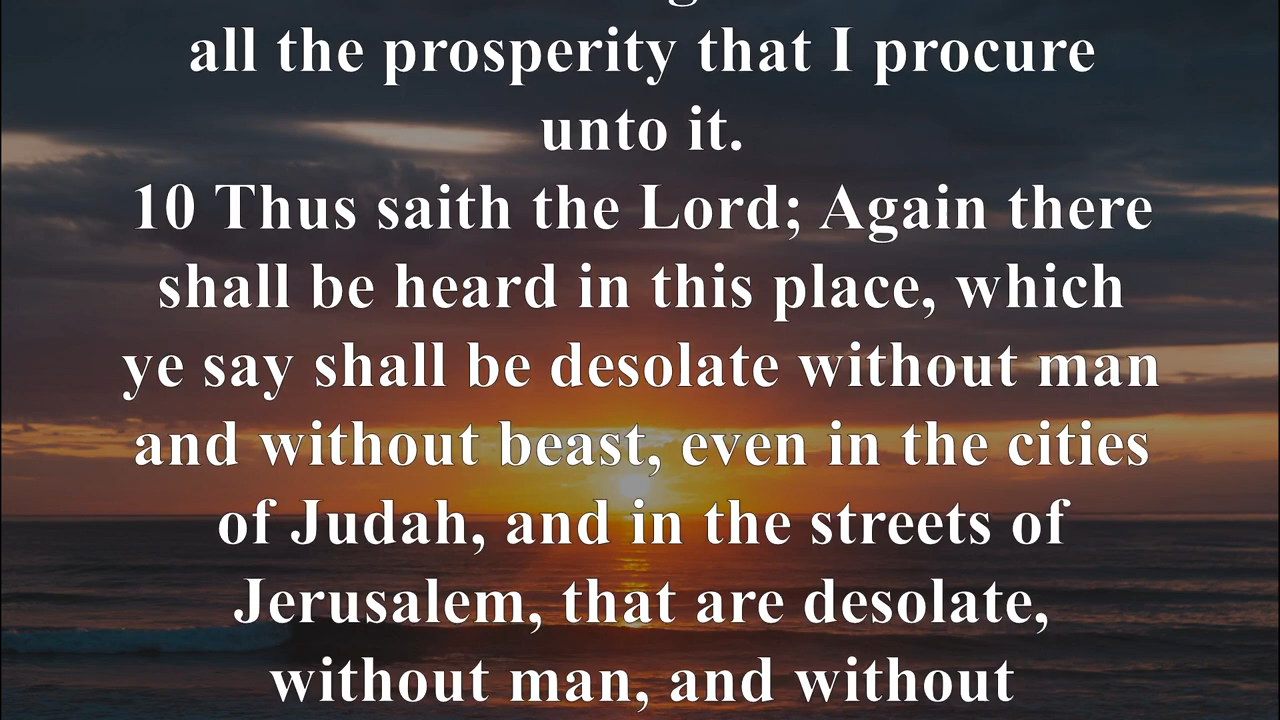 all the prosperity that I procure
unto it.
10 Thus saith the Lord; Again there
shall be heard in this place, which
ye say shall be desolate without man
and without beast, even in the cities
of Judah, and in the streets of
Jerusalem, that are desolate,
without man, and without